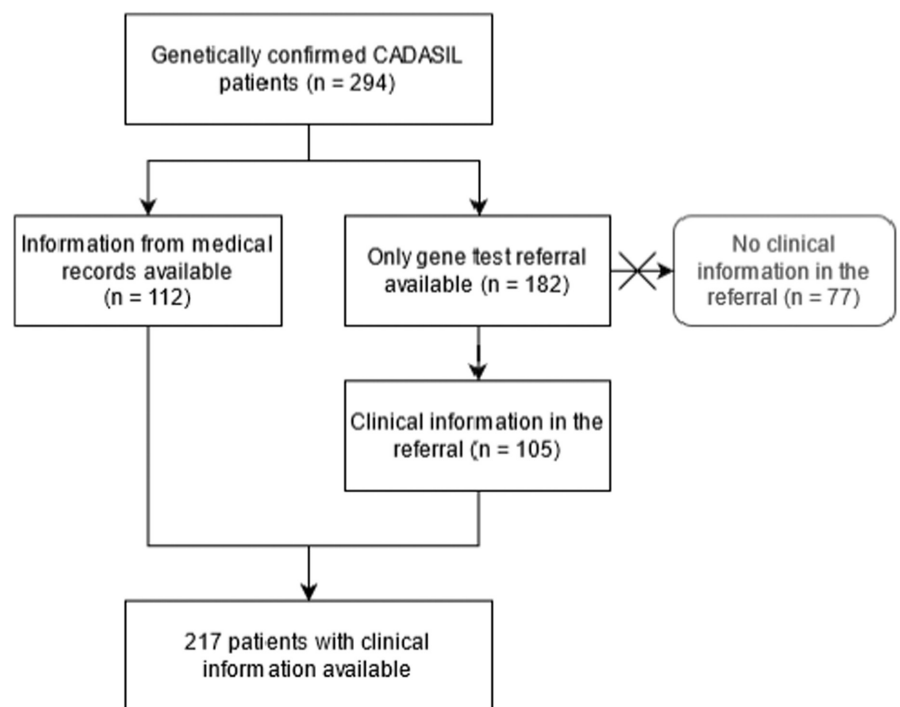 Genetically confirmed CADASIL
patients (n = 294)
Information from medical
records available
(n = 112)
Only gene test referral
available (n = 182)
No clinical
information in the
referral (n = 77)
Clinical information in the
referral (n = 105)
217 patients with clinical
information available